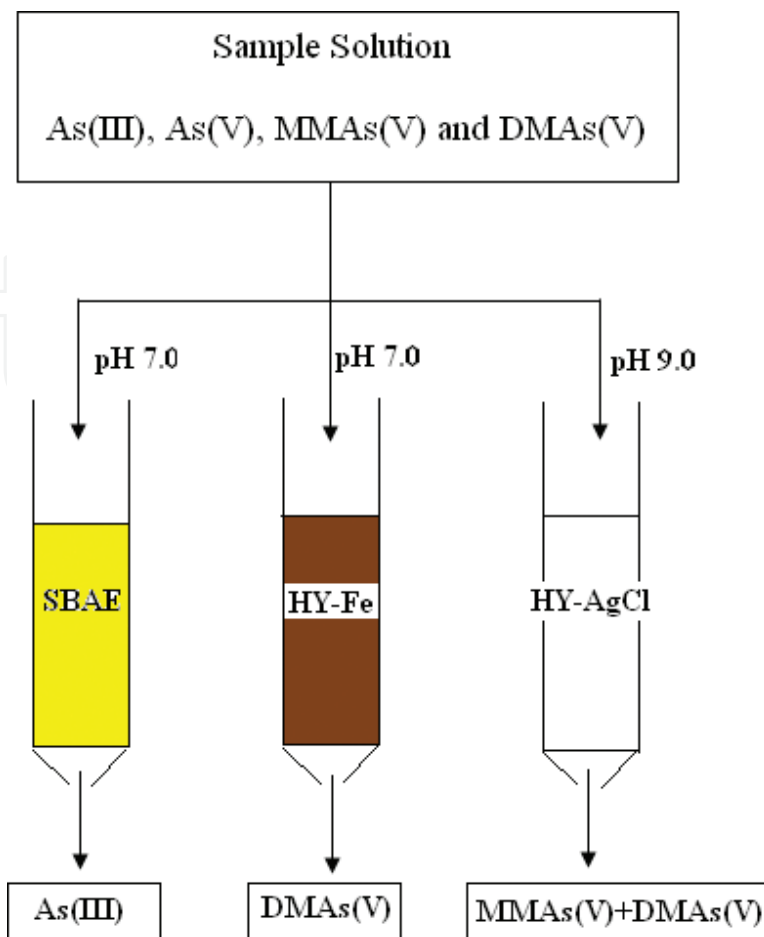 Sample Solution
As(III), As(V), MMAs(V) and DMAs(V)
pH 7.0
pH 7.0
pH 9.0
SBAE
HY-Fe
HY-AgCl
As(III)
DMAs(V)
MMAs(V)+DMAs(V)